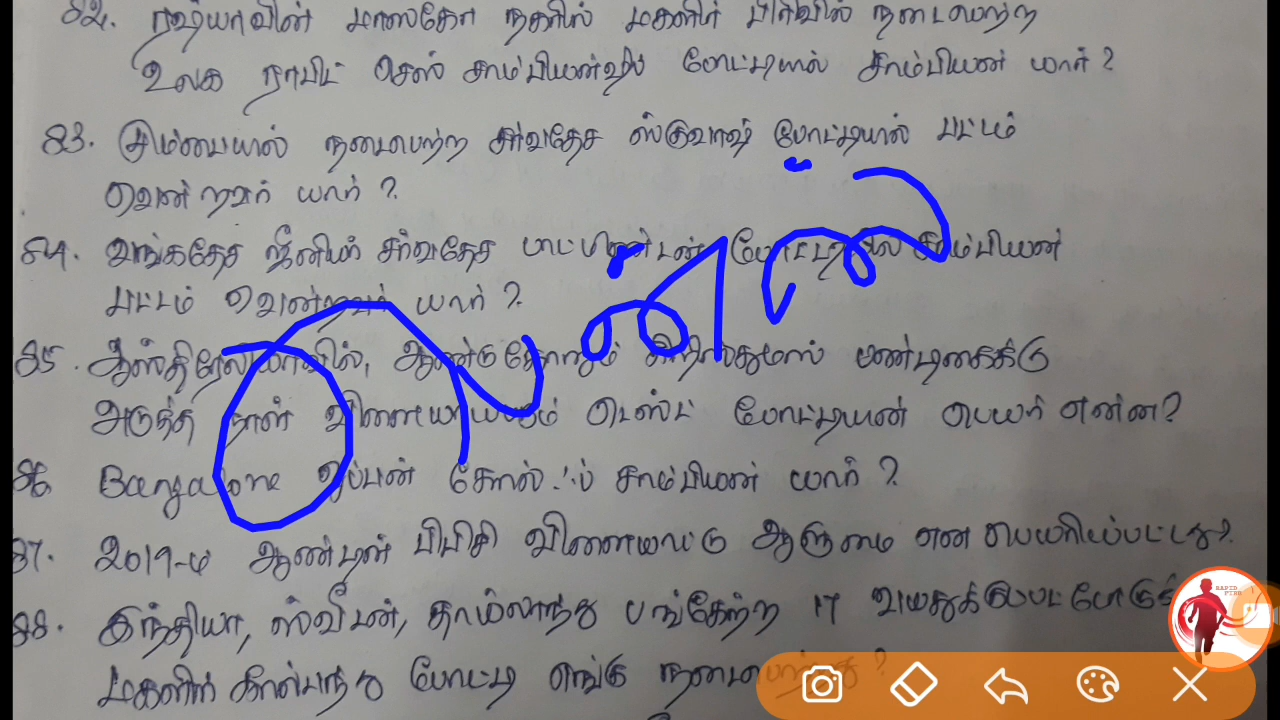 82. ரஷ்யாவின் மாஸ்கோ நகரில் மகளிர் பிரிவில் நடைபெற்ற
உலக ராபிட் செஸ் சாம்பியன்ஷிப் போட்டியில் சாம்பியன் யார் ?
83. மும்பையில் நடைபெற்ற சர்வதேச ஸ்குவாஷ் போட்டியில் பட்டம்
வென்றவர் யார் ?
84. வங்கதேச ஜீனியர் சர்வதேச பாட்மிண்டன் போட்டியில் சாம்பியன்
பட்டம் வென்றவர் யார் ?
85. ஆஸ்திரேலியாவில், ஆண்டுதோறும் கிறிஸ்துமஸ் பண்டிகைக்கு
அடுத்த நாள் விளையாடும் டெஸ்ட் போட்டியின் பெயர் என்ன?
86. ஓப்பன் கோல்ஃப் சாம்பியன் யார் ?
87. 2019-ம் ஆண்டின் பிபிசி விளையாட்டு ஆளுமை என பெயரிடப்பட்டது?
88. இந்தியா, ஸ்வீடன், தாய்லாந்து பங்கேற்ற 17 வயதுக்குட்பட்டோருக்
மகளிர் கால்பந்து போட்டி எங்கு நடைபெற்றது ?
RAPID